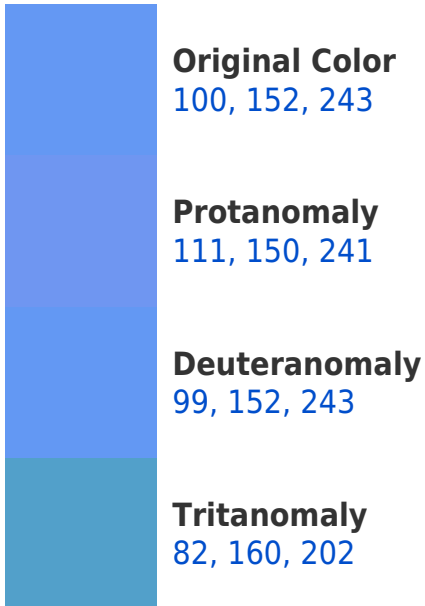 Original Color
100, 152, 243
Protanomaly
111, 150, 241
Deuteranomaly
99, 152, 243
Tritanomaly
82, 160, 202